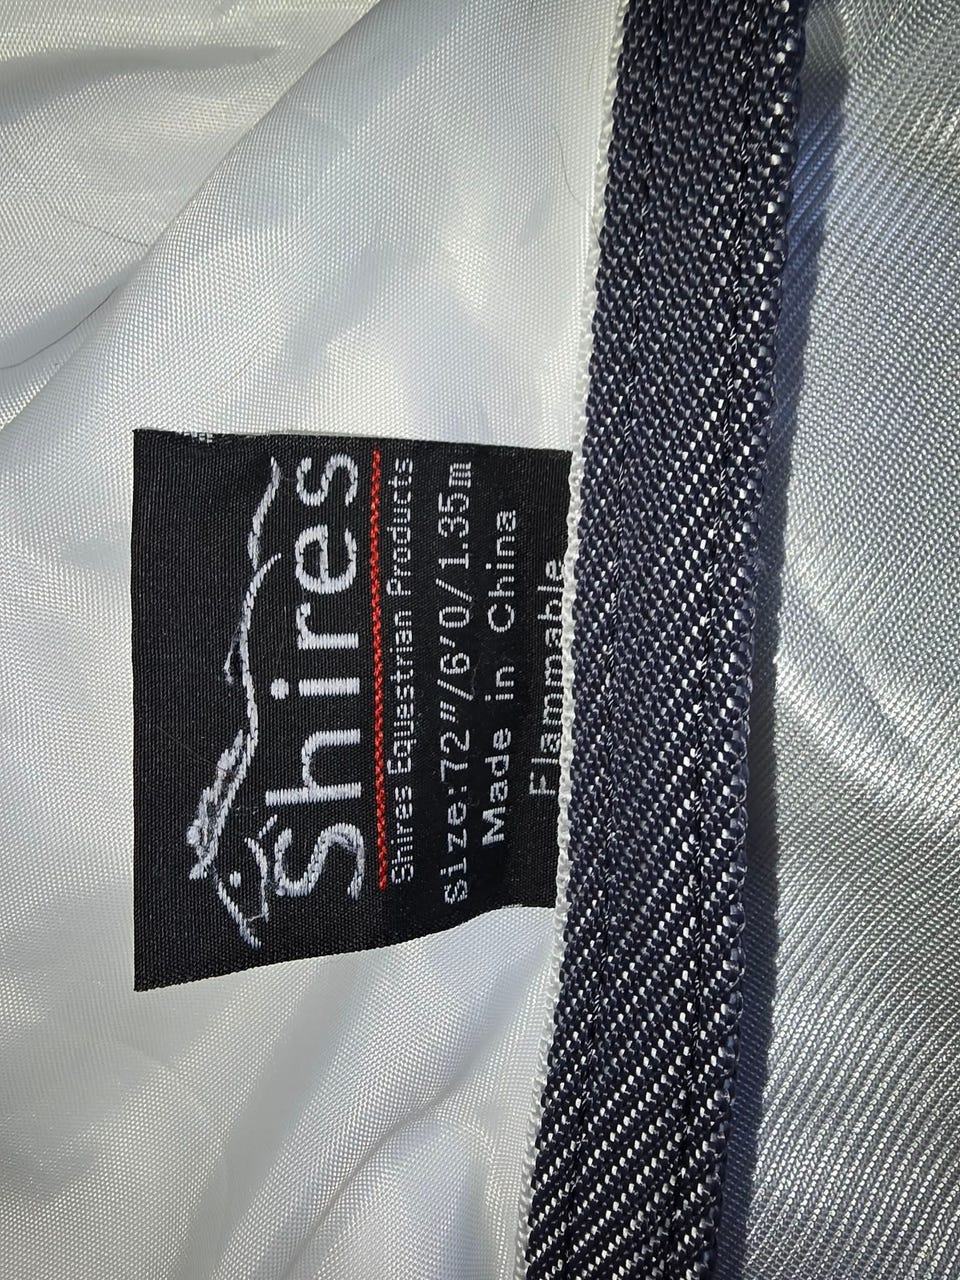 Shires
Shires Equestrian Products
size:72"/6'0/1.35m
Made in China
Flammable